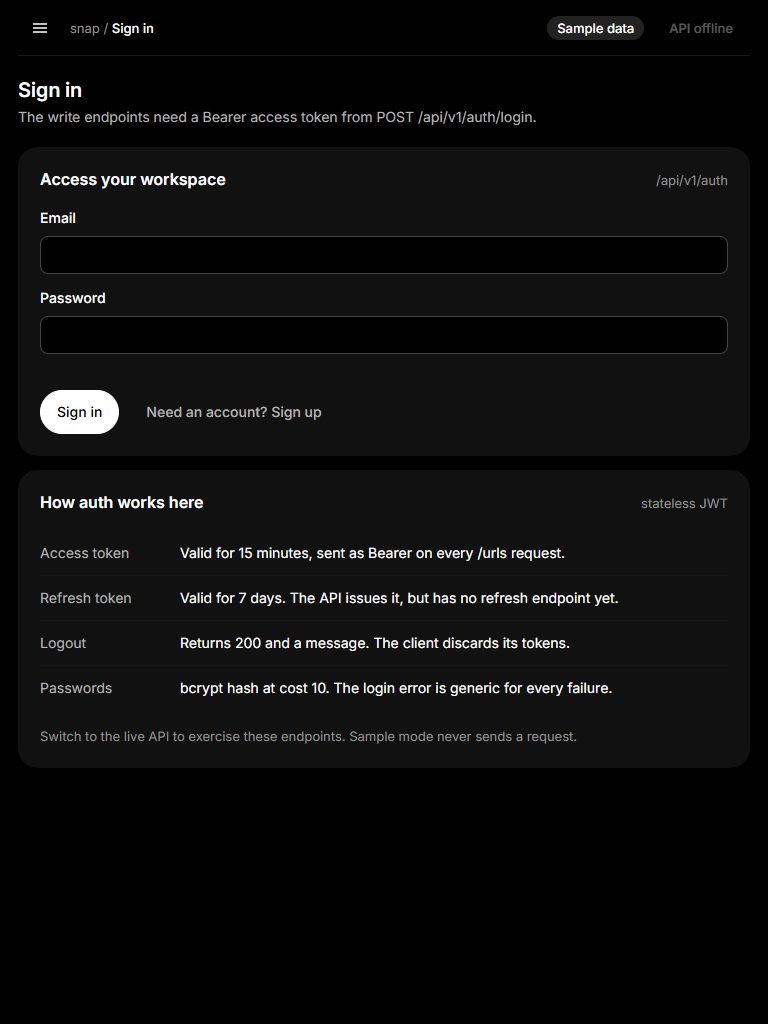 snap / Sign in
Sample data
API offline
Sign in
The write endpoints need a Bearer access token from POST /api/v1/auth/login.
Access your workspace
/api/v1/auth
Email
Password
Sign in
Need an account? Sign up
How auth works here
stateless JWT
Access token
Valid for 15 minutes, sent as Bearer on every /urls request.
Refresh token
Valid for 7 days. The API issues it, but has no refresh endpoint yet.
Logout
Returns 200 and a message. The client discards its tokens.
Passwords
bcrypt hash at cost 10. The login error is generic for every failure.
Switch to the live API to exercise these endpoints. Sample mode never sends a request.